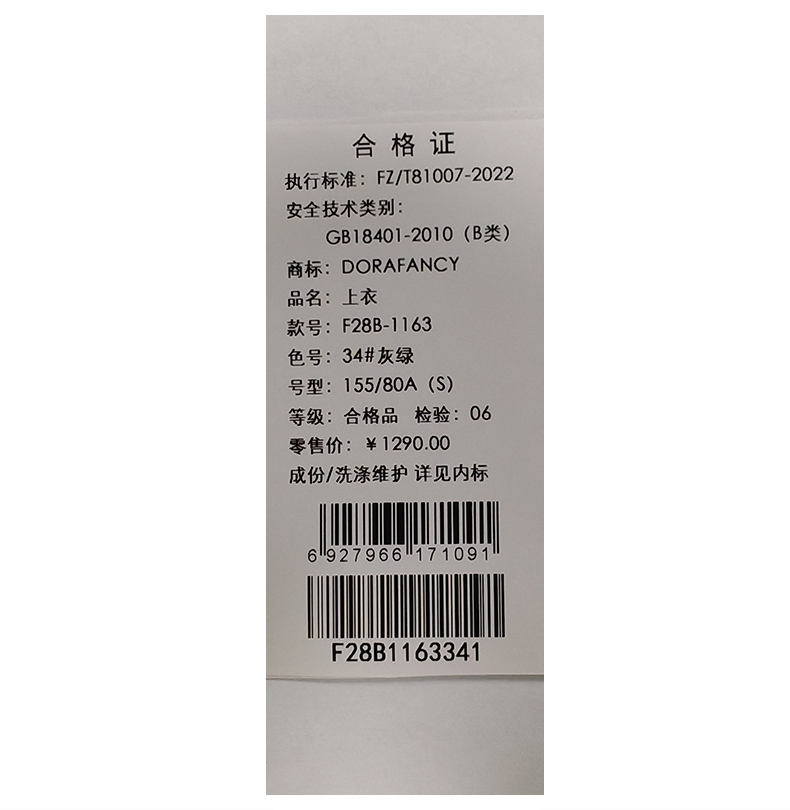 合格证
执行标准：FZ/T81007-2022
安全技术类别：
GB18401-2010（B类）
商标：DORAFANCY
品名：上衣
款号：F28B-1163
色号：34#灰绿
号型：155/80A（S）
等级：合格品 检验：06
零售价：￥1290.00
成份/洗涤维护 详见内标
6 927966 171091
F28B1163341